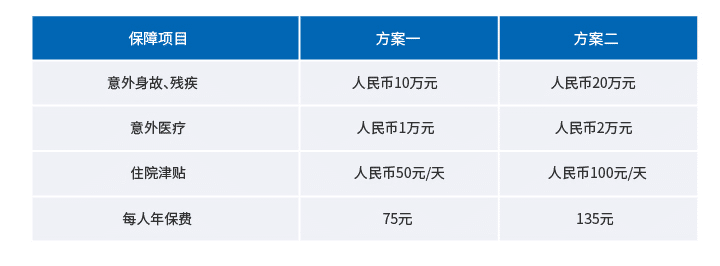 保障项目 方案一 方案二
意外身故、残疾 人民币10万元 人民币20万元
意外医疗 人民币1万元 人民币2万元
住院津贴 人民币50元/天 人民币100元/天
每人年保费 75元 135元